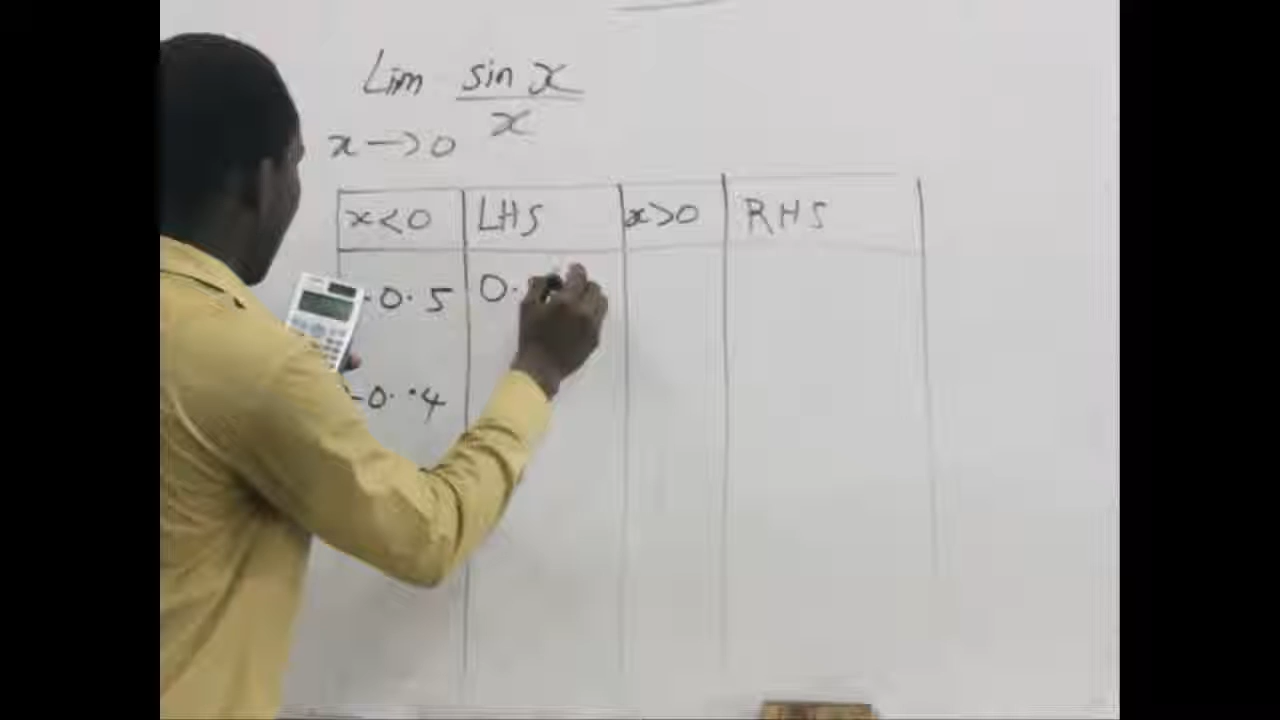 Lim sin x / x
x → 0
x<0 LHS x>0 RHS
-0.5 0.
-0.4